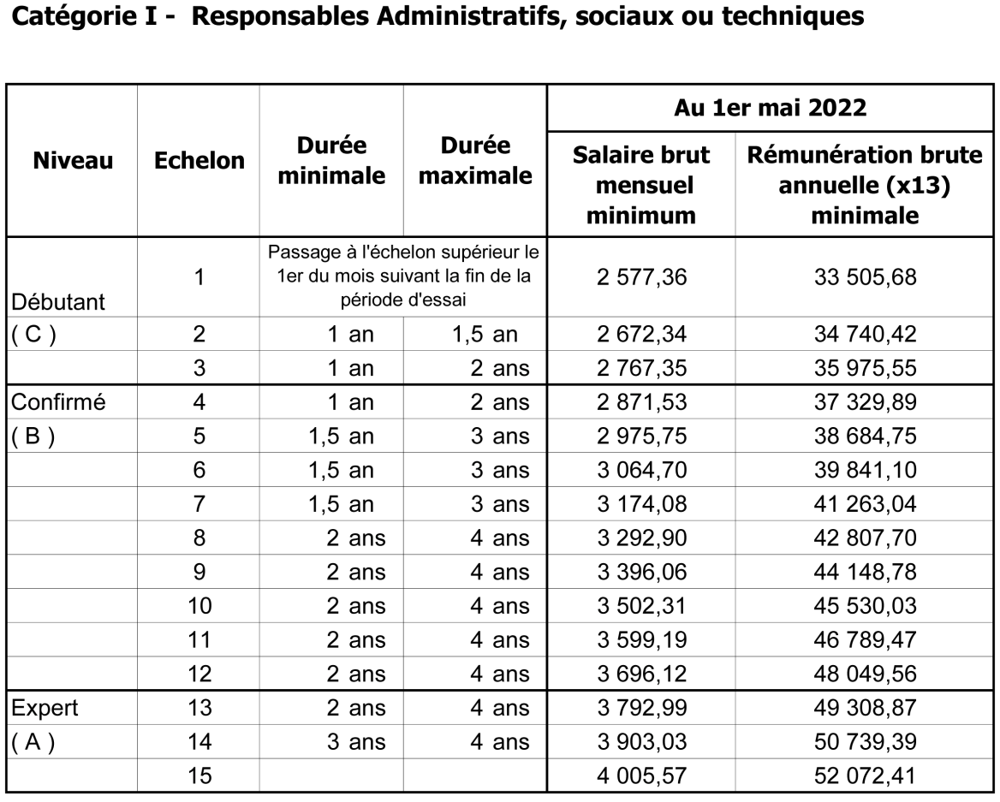 Catégorie I - Responsables Administratifs, sociaux ou techniques
Niveau Echelon Durée minimale Durée maximale Au 1er mai 2022
Salaire brut mensuel minimum Rémunération brute annuelle (x13) minimale
Débutant 1 Passage à l'échelon supérieur le 1er du mois suivant la fin de la période d'essai 2 577,36 33 505,68
( C ) 2 1 an 1,5 an 2 672,34 34 740,42
3 1 an 2 ans 2 767,35 35 975,55
Confirmé 4 1 an 2 ans 2 871,53 37 329,89
( B ) 5 1,5 an 3 ans 2 975,75 38 684,75
6 1,5 an 3 ans 3 064,70 39 841,10
7 1,5 an 3 ans 3 174,08 41 263,04
8 2 ans 4 ans 3 292,90 42 807,70
9 2 ans 4 ans 3 396,06 44 148,78
10 2 ans 4 ans 3 502,31 45 530,03
11 2 ans 4 ans 3 599,19 46 789,47
12 2 ans 4 ans 3 696,12 48 049,56
Expert 13 2 ans 4 ans 3 792,99 49 308,87
( A ) 14 3 ans 4 ans 3 903,03 50 739,39
15 4 005,57 52 072,41